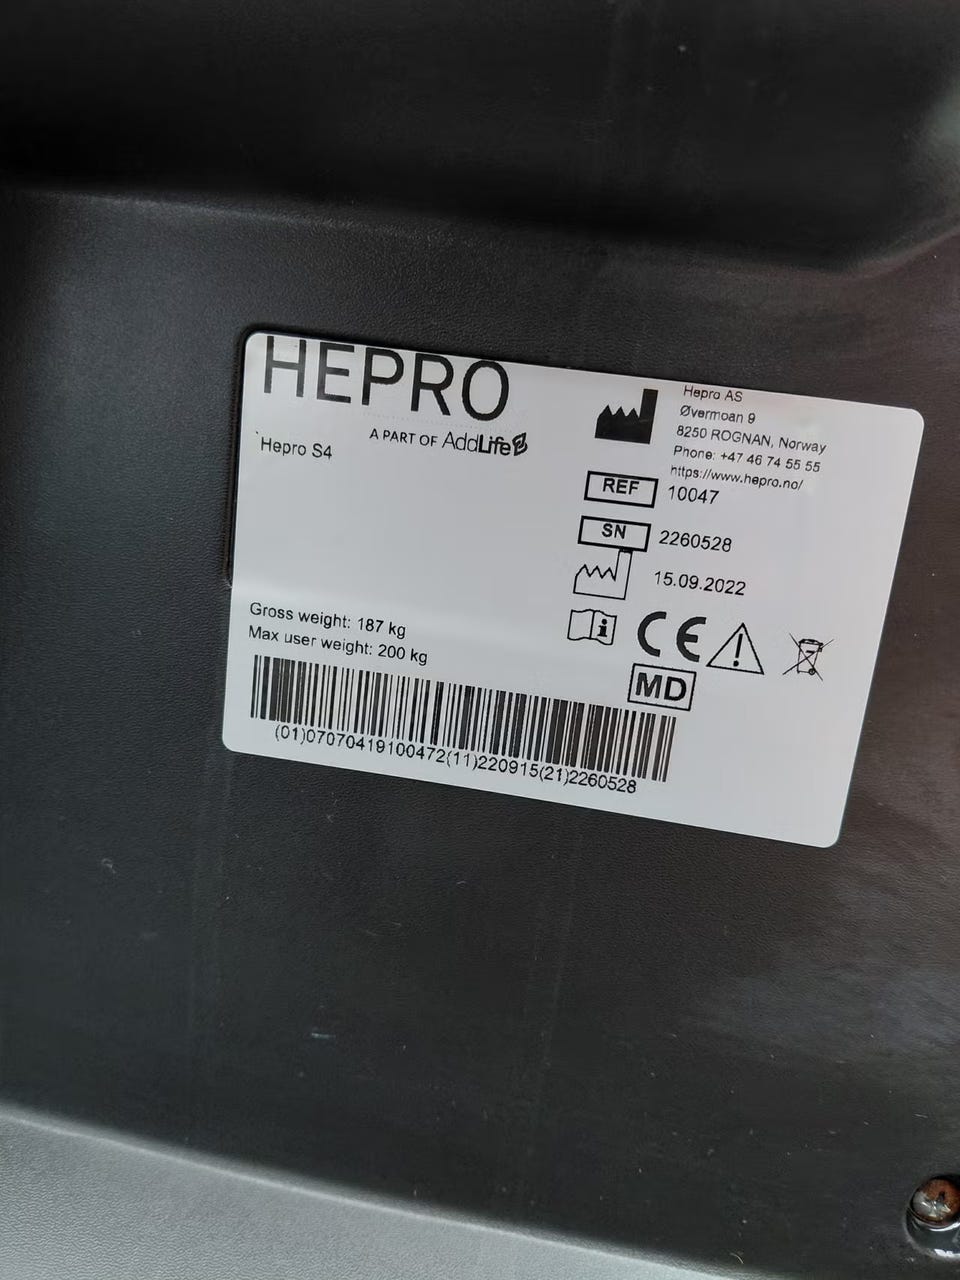 HEPRO
A PART OF AddLife
Hepro S4
Hepro AS
Øvermoan 9
8250 ROGNAN, Norway
Phone: +47 46 74 55 55
https://www.hepro.no/
REF 10047
SN 2260528
15.09.2022
Gross weight: 187 kg
Max user weight: 200 kg
i CE !
MD
(01)07070419100472(11)220915(21)2260528